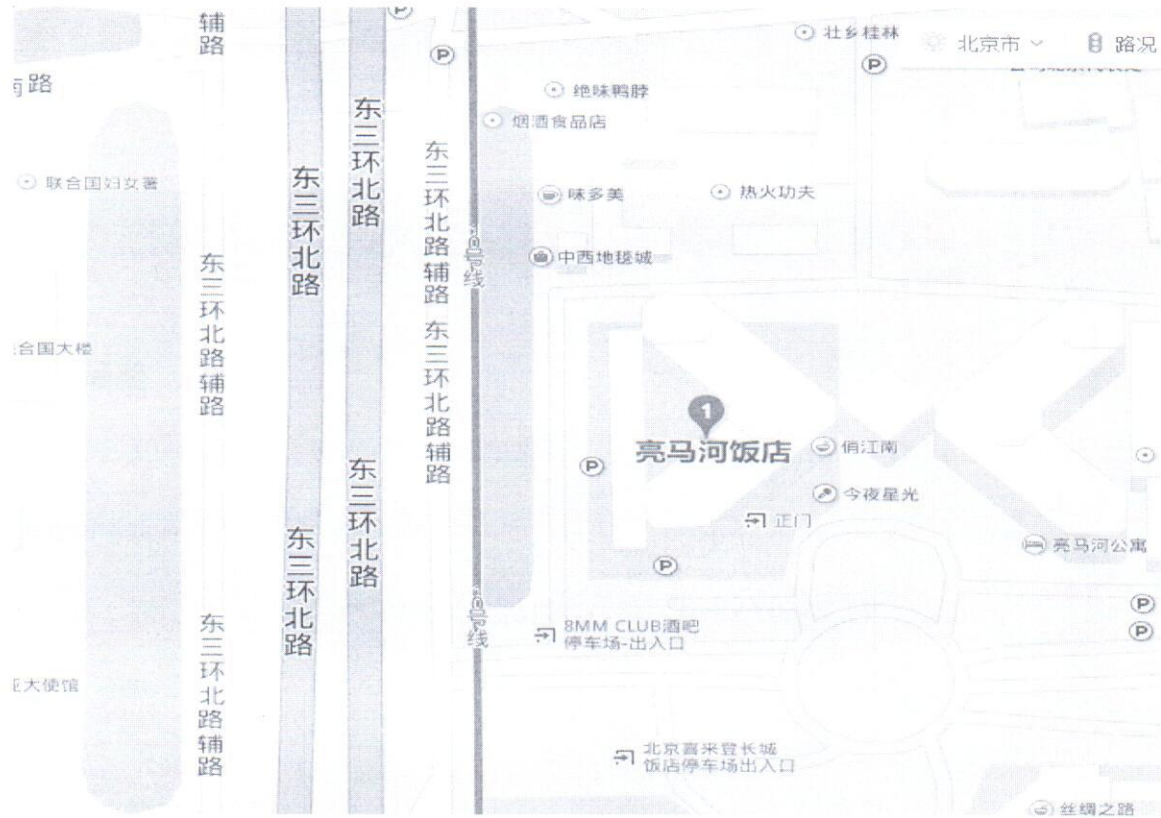 辅路
壮乡桂林
北京市
路况
路
绝味鸭脖
烟酒食品店
东三环北路
东三环北路辅路
联合国妇女署
东三环北路
味多美
热火功夫
号线
中西地毯城
东三环北路辅路
合国大楼
东三环北路辅路
1
亮马河饭店
俏江南
东三环北路
今夜星光
正门
东三环北路
亮马河公寓
号线
8MM CLUB酒吧
停车场-出入口
东三环北路辅路
大使馆
北京喜来登长城
饭店停车场出入口
丝绸之路
P
P
P
P
P
P
P